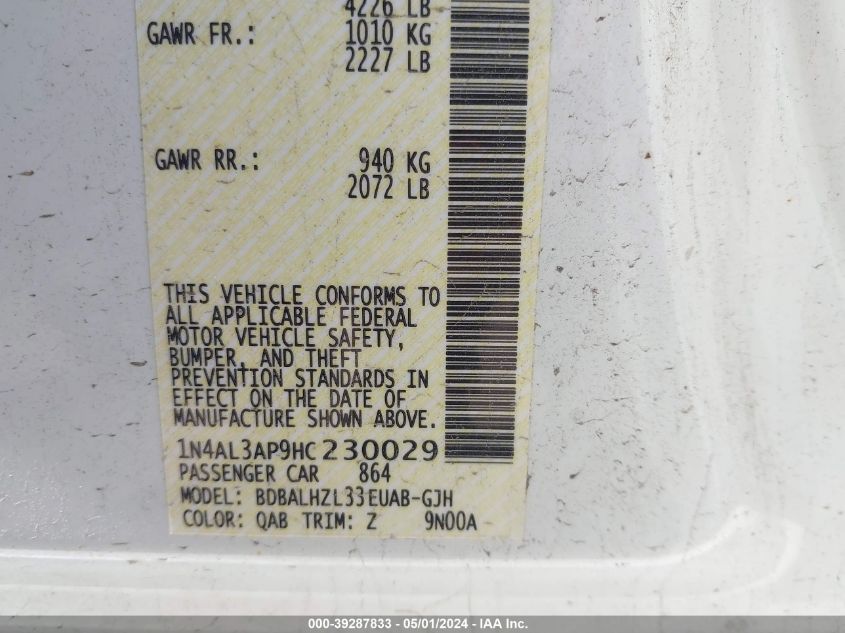 4226 LB
GAWR FR.: 1010 KG
2227 LB
GAWR RR.: 940 KG
2072 LB
THIS VEHICLE CONFORMS TO
ALL APPLICABLE FEDERAL
MOTOR VEHICLE SAFETY,
BUMPER, AND THEFT
PREVENTION STANDARDS IN
EFFECT ON THE DATE OF
MANUFACTURE SHOWN ABOVE.
1N4AL3AP9HC230029
PASSENGER CAR 864
MODEL: BDBALHZL33EUAB-GJH
COLOR: QAB TRIM: Z 9N00A
000-39287833 - 05/01/2024 - IAA Inc.